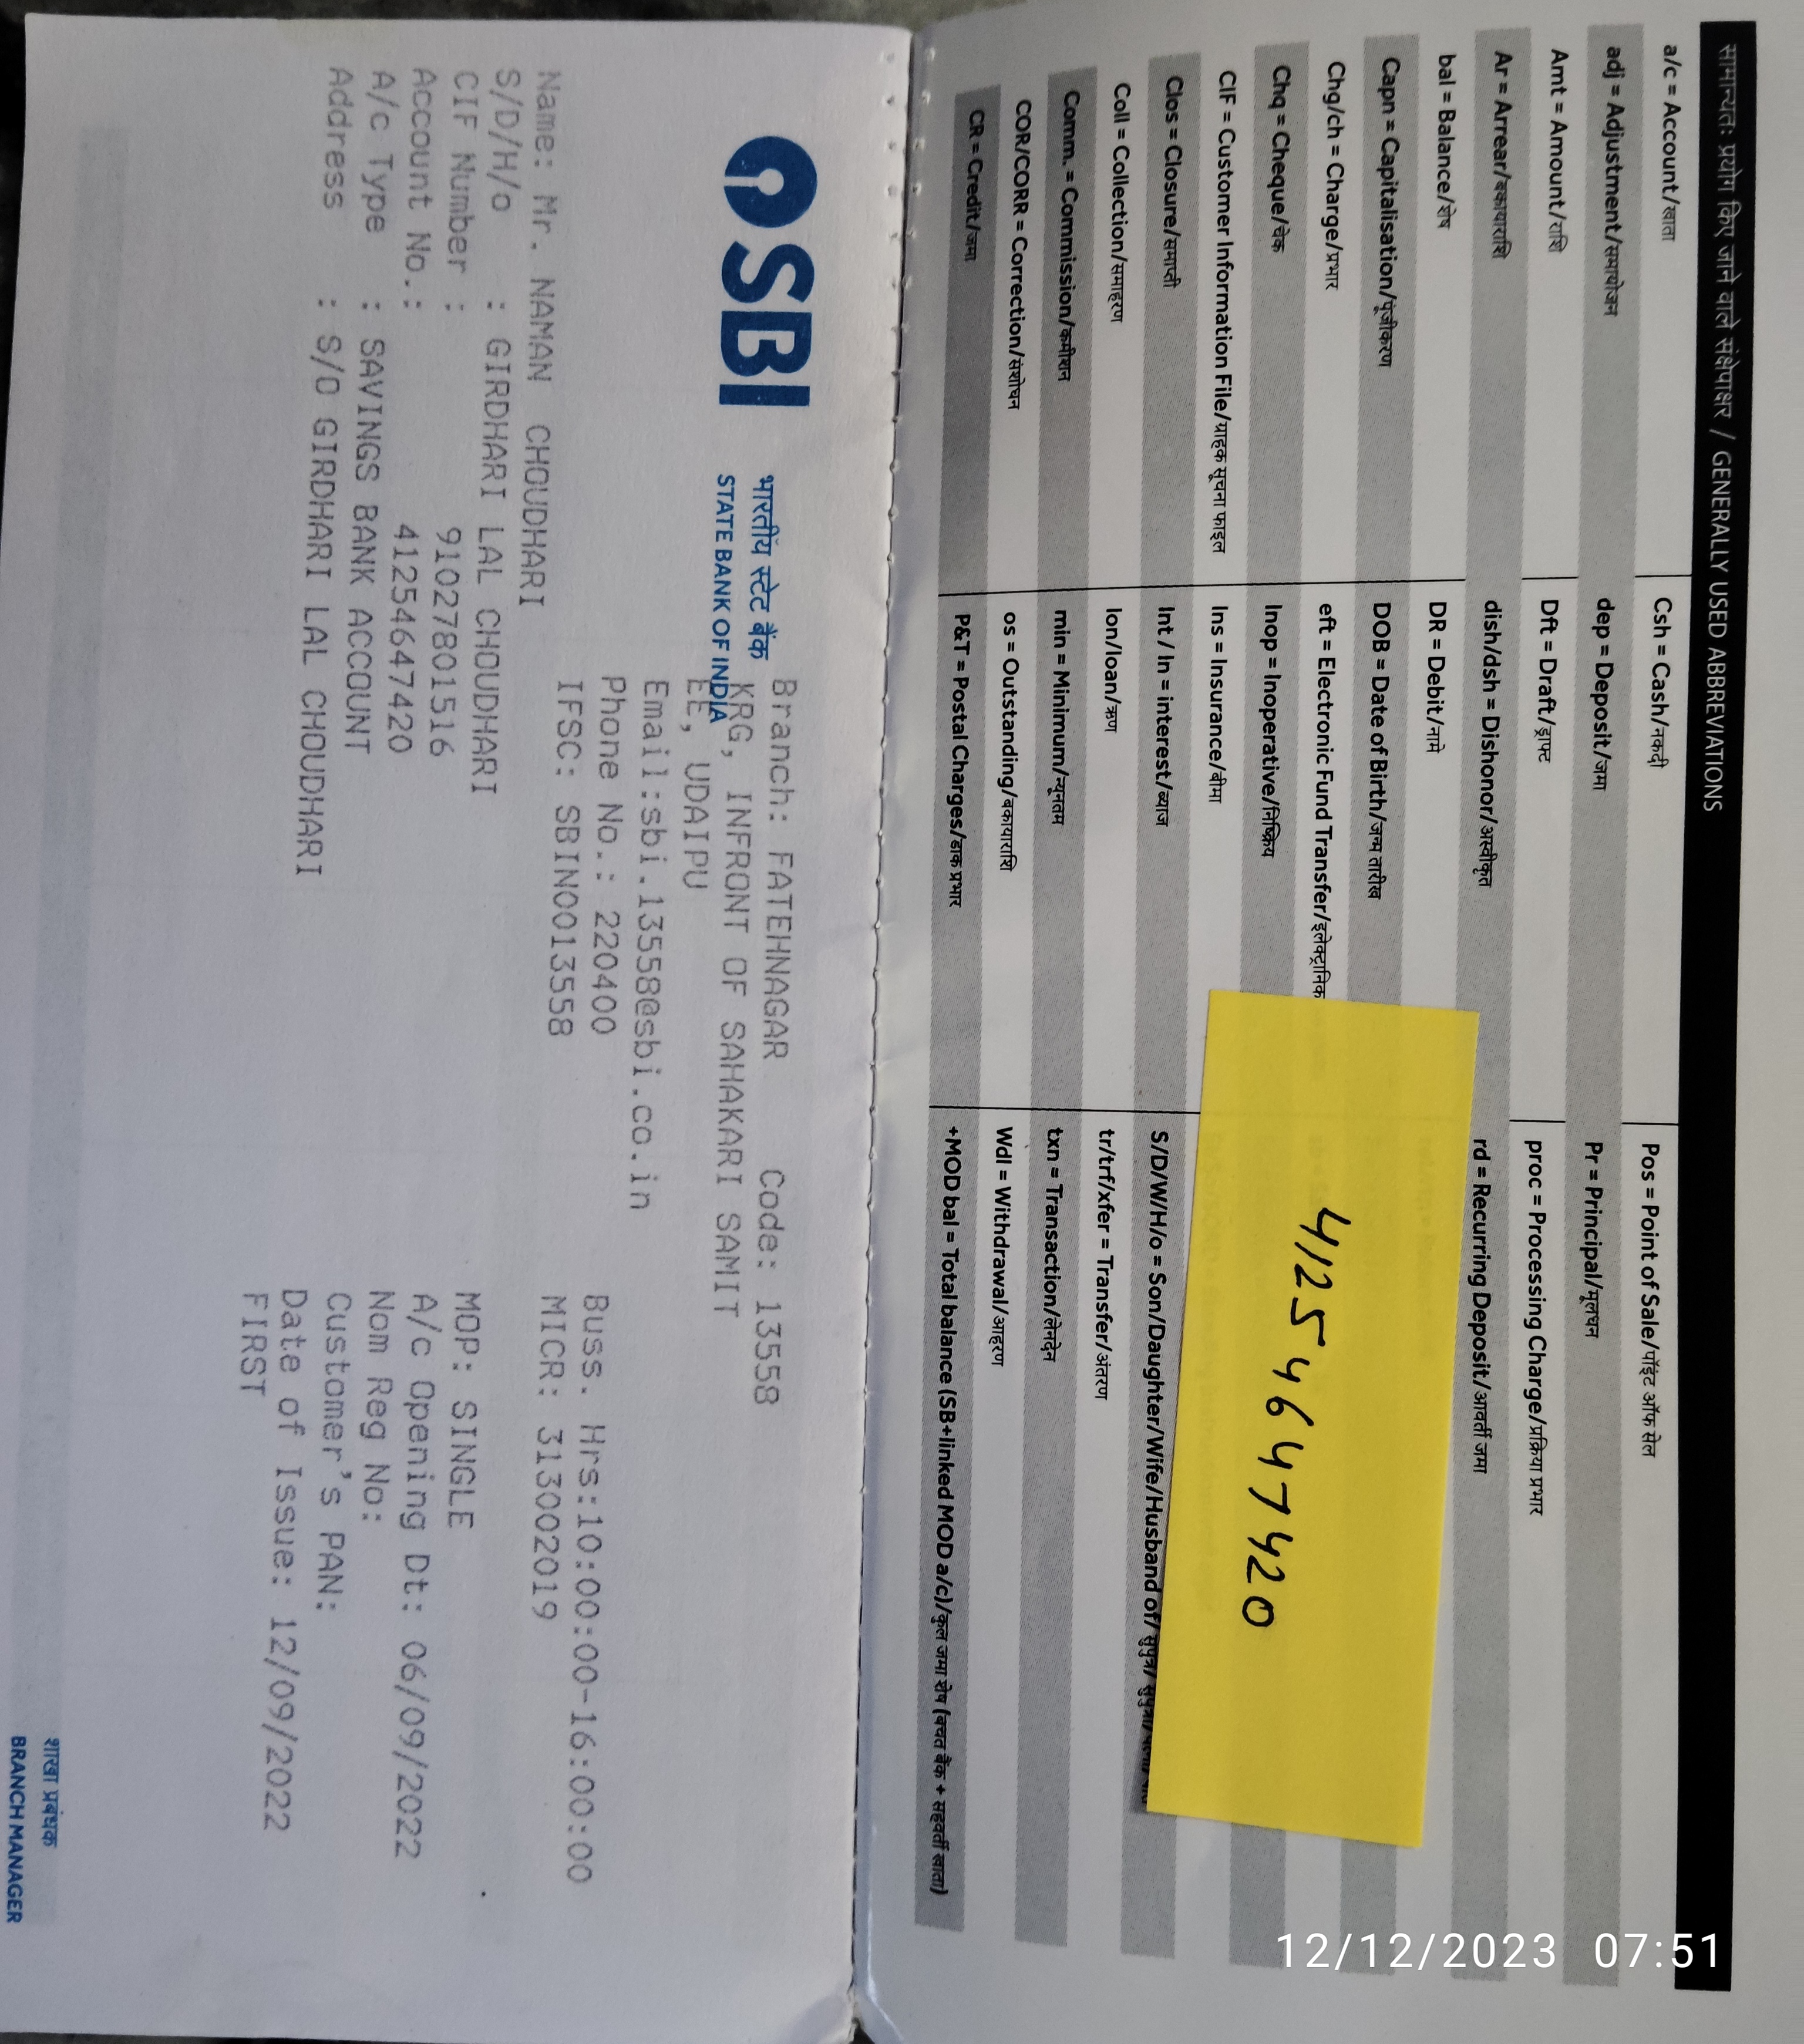 सामान्यतः प्रयोग किए जाने वाले संक्षेपाक्षर / GENERALLY USED ABBREVIATIONS
a/c = Account/खाता
adj = Adjustment/समायोजन
Amt = Amount/राशि
Ar = Arrear/बकायाराशि
bal = Balance/शेष
Capn = Capitalisation/पूंजीकरण
Chg/ch = Charge/प्रभार
Chq = Cheque/चेक
CIF = Customer Information File/ग्राहक सूचना फाइल
Clos = Closure/समाप्ती
Coll = Collection/समाहरण
Comm. = Commission/कमीशन
COR/CORR = Correction/संशोधन
CR = Credit/जमा
Csh = Cash/नकदी
dep = Deposit/जमा
Dft = Draft/ड्राफ्ट
dish/dsh = Dishonor/अस्वीकृत
DR = Debit/नामे
DOB = Date of Birth/जन्म तारीख
eft = Electronic Fund Transfer/इलेक्ट्रानिक
Inop = Inoperative/निष्क्रिय
Ins = Insurance/बीमा
Int / In = interest/ब्याज
lon/loan/ऋण
min = Minimum/न्यूनतम
os = Outstanding/बकायाराशि
P&T = Postal Charges/डाक प्रभार
Pos = Point of Sale/पॉइंट ऑफ सेल
Pr = Principal/मूलधन
proc = Processing Charge/प्रक्रिया प्रभार
rd = Recurring Deposit/आवर्ती जमा
41254647420
S/D/W/H/o = Son/Daughter/Wife/Husband of/ सुपुत्र/ सुपुत्री/
tr/trf/xfer = Transfer/अंतरण
txn = Transaction/लेनदेन
Wdl = Withdrawal/आहरण
+MOD bal = Total balance (SB+linked MOD a/c)/कुल जमा शेष (बचत बैंक + सहवर्ती खाता)
SBI
भारतीय स्टेट बैंक
STATE BANK OF INDIA
Branch: FATEHNAGAR Code: 13558
KRG, INFRONT OF SAHAKARI SAMIT
EE, UDAIPU
Email:sbi.13558@sbi.co.in
Phone No.: 220400 Buss. Hrs:10:00:00-16:00:00
IFSC: SBIN0013558 MICR: 313002019
Name: Mr. NAMAN CHOUDHARI
S/D/H/o : GIRDHARI LAL CHOUDHARI MOP: SINGLE
CIF Number : 91027801516
A/c Opening Dt: 06/09/2022
Account No.: 41254647420
Nom Reg No:
A/c Type : SAVINGS BANK ACCOUNT
Customer's PAN:
Address : S/O GIRDHARI LAL CHOUDHARI
Date of Issue: 12/09/2022
FIRST
शाखा प्रबंधक
BRANCH MANAGER
12/12/2023 07:51